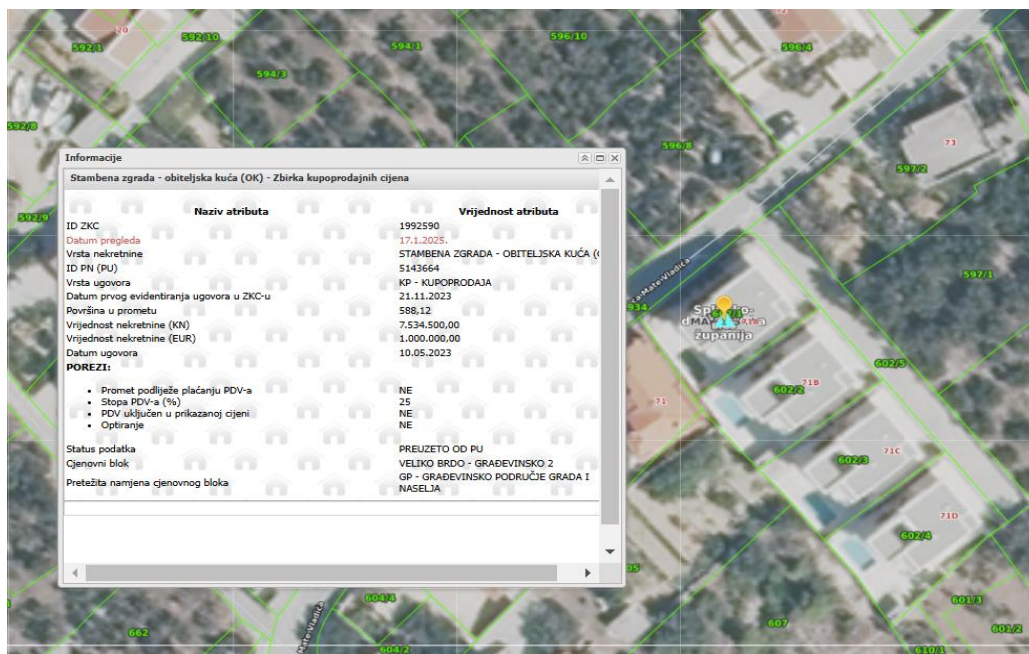 20
592/1
592/10
594/1
596/10
596/4
594/3
592/8
596/8
73
597/2
592/9
597/1
934
602/5
71
71B
602/2
71C
602/3
71D
602/4
604/4
662
604/2
607
601/3
601/2
610/1
Mate Vladica
županija
Informacije
Stambena zgrada - obiteljska kuća (OK) - Zbirka kupoprodajnih cijena
Naziv atributa Vrijednost atributa
ID ZKC 1992590
Datum pregleda 17.1.2025.
Vrsta nekretnine STAMBENA ZGRADA - OBITELJSKA KUĆA (
ID PN (PU) 5143664
Vrsta ugovora KP - KUPOPRODAJA
Datum prvog evidentiranja ugovora u ZKC-u 21.11.2023
Površina u prometu 588,12
Vrijednost nekretnine (KN) 7.534.500,00
Vrijednost nekretnine (EUR) 1.000.000,00
Datum ugovora 10.05.2023
POREZI:
• Promet podliježe plaćanju PDV-a NE
• Stopa PDV-a (%) 25
• PDV uključen u prikazanoj cijeni NE
• Optiranje NE
Status podatka PREUZETO OD PU
Cjenovni blok VELIKO BRDO - GRAĐEVINSKO 2
Pretežita namjena cjenovnog bloka GP - GRAĐEVINSKO PODRUČJE GRADA I
NASELJA